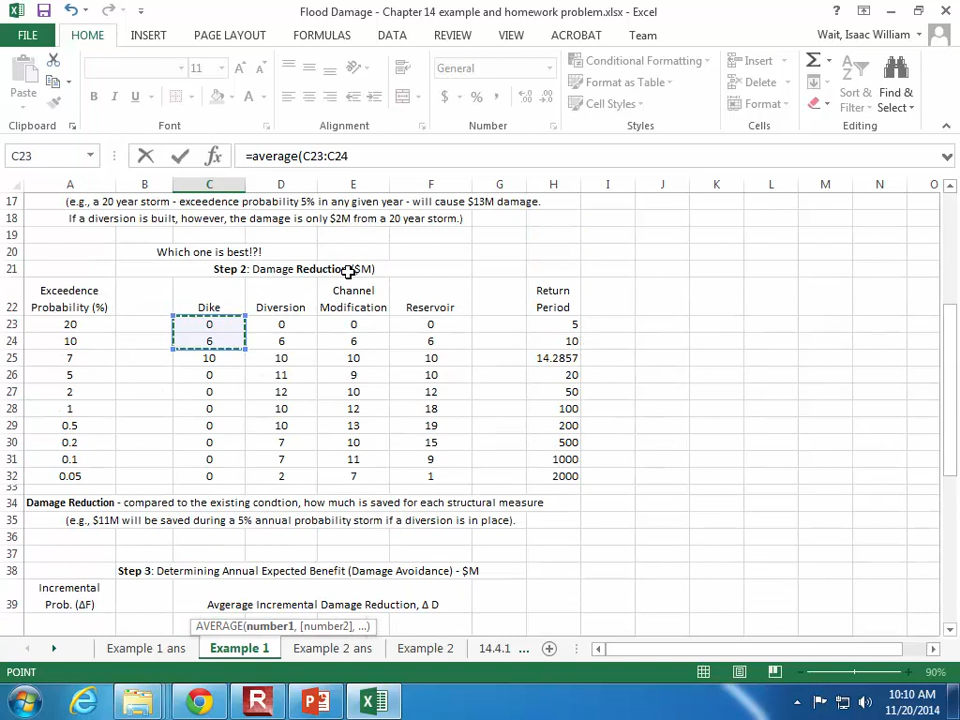 Flood Damage - Chapter 14 example and homework problem.xlsx - Excel
FILE HOME INSERT PAGE LAYOUT FORMULAS DATA REVIEW VIEW ACROBAT Team Wait, Isaac William
Paste 11 A A General Conditional Formatting Insert Sort & Find &
B I U Format as Table Delete Filter Select
$ % , Cell Styles Format
Clipboard Font Alignment Number Styles Cells Editing
C23 =average(C23:C24
A B C D E F G H I J K L M N O
17 (e.g., a 20 year storm - exceedence probability 5% in any given year - will cause $13M damage.
18 If a diversion is built, however, the damage is only $2M from a 20 year storm.)
19
20 Which one is best!?!
21 Step 2: Damage Reduction ($M)
Exceedence Channel Return
22 Probability (%) Dike Diversion Modification Reservoir Period
23 20 0 0 0 0 5
24 10 6 6 6 6 10
25 7 10 10 10 10 14.2857
26 5 0 11 9 10 20
27 2 0 12 10 12 50
28 1 0 10 12 18 100
29 0.5 0 10 13 19 200
30 0.2 0 7 10 15 500
31 0.1 0 7 11 9 1000
32 0.05 0 2 7 1 2000
33
34 Damage Reduction - compared to the existing condtion, how much is saved for each structural measure
35 (e.g., $11M will be saved during a 5% annual probability storm if a diversion is in place).
36
37
38 Step 3: Determining Annual Expected Benefit (Damage Avoidance) - $M
Incremental
39 Prob. (ΔF) Avgerage Incremental Damage Reduction, Δ D
AVERAGE(number1, [number2], ...)
Example 1 ans Example 1 Example 2 ans Example 2 14.4.1 ...
POINT 90%
10:10 AM
11/20/2014